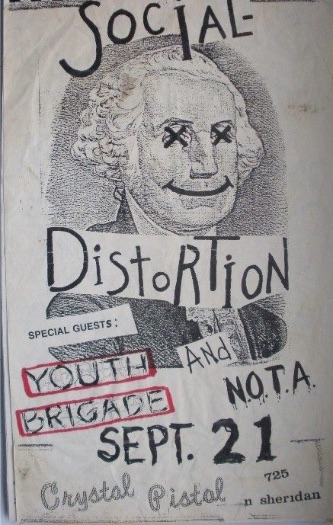 SOCIAL
DISTORTION
SPECIAL GUESTS:
YOUTH
BRIGADE
AND
N.O.T.A.
SEPT. 21
Crystal Pistol
725
n sheridan